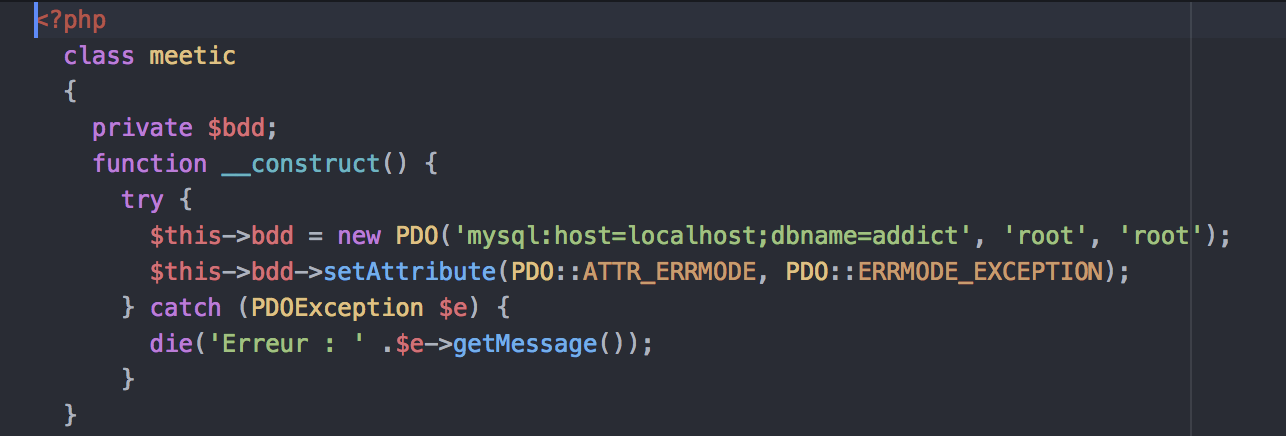 <?php
class meetic
{
private $bdd;
function __construct() {
try {
$this->bdd = new PDO('mysql:host=localhost;dbname=addict', 'root', 'root');
$this->bdd->setAttribute(PDO::ATTR_ERRMODE, PDO::ERRMODE_EXCEPTION);
} catch (PDOException $e) {
die('Erreur : ' .$e->getMessage());
}
}